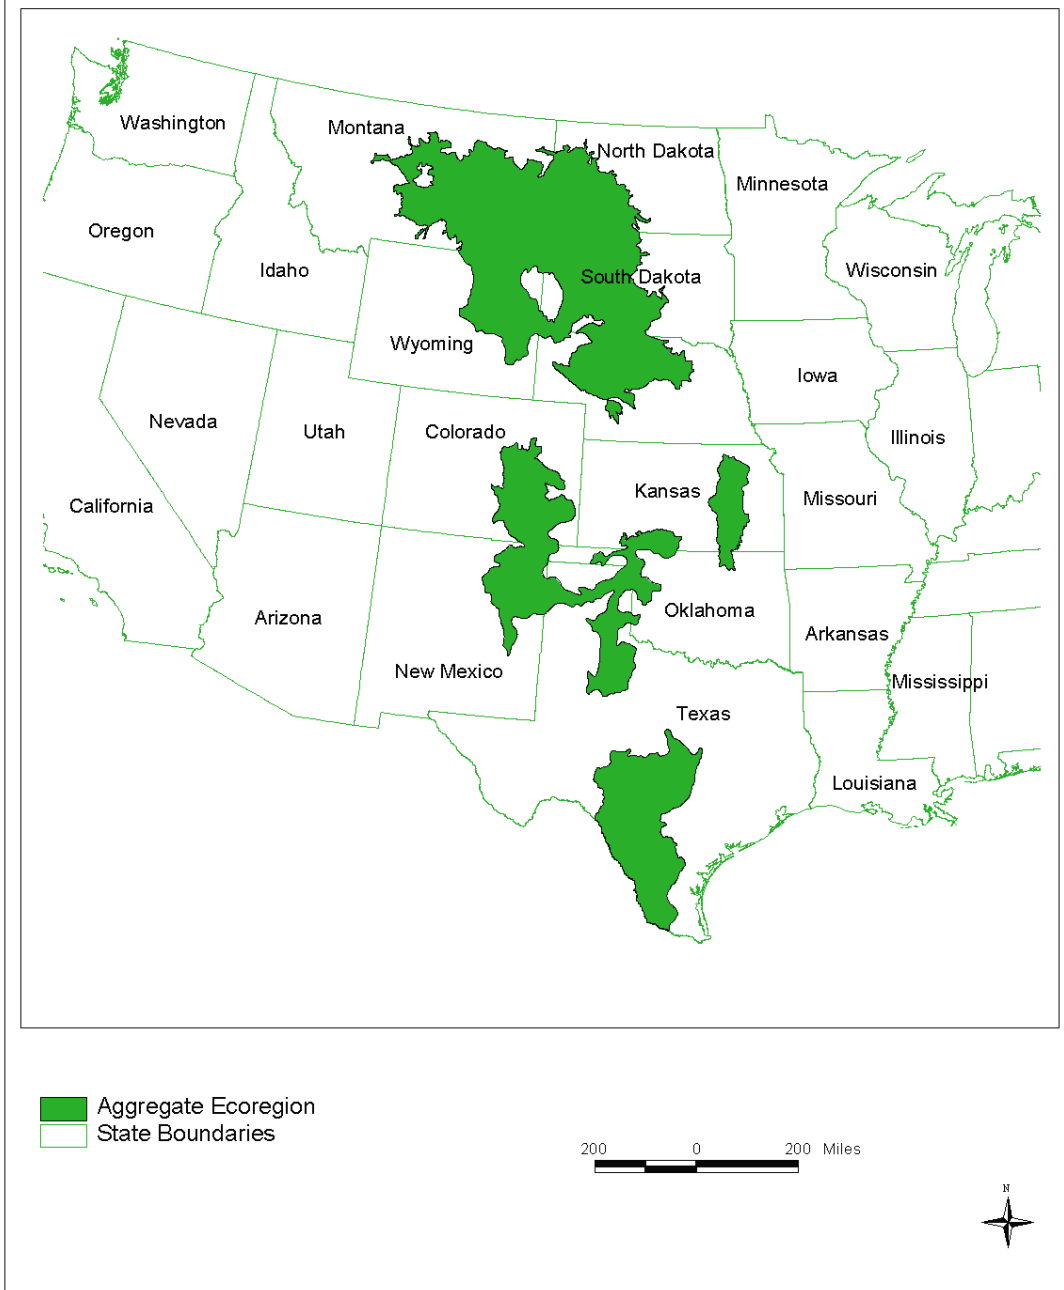 Washington
Montana
North Dakota
Minnesota
Oregon
Idaho
South Dakota
Wisconsin
Wyoming
Iowa
Nevada
Utah
Colorado
Illinois
California
Kansas
Missouri
Arizona
Oklahoma
Arkansas
New Mexico
Mississippi
Texas
Louisiana
Aggregate Ecoregion
State Boundaries
200 0 200 Miles
N